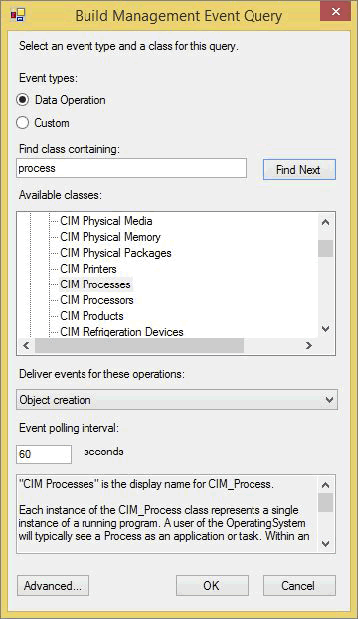 Build Management Event Query
Select an event type and a class for this query.
Event types:
Data Operation
Custom
Find class containing:
process
Find Next
Available classes:
CIM Physical Media
CIM Physical Memory
CIM Physical Packages
CIM Printers
CIM Processes
CIM Processors
CIM Products
CIM Refrigeration Devices
Deliver events for these operations:
Object creation
Event polling interval:
60 seconds
"CIM Processes" is the display name for CIM_Process.
Each instance of the CIM_Process class represents a single
instance of a running program. A user of the OperatingSystem
will typically see a Process as an application or task. Within an
Advanced... OK Cancel